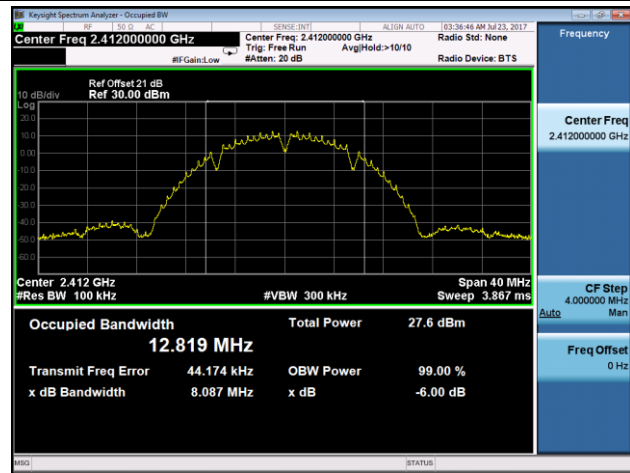 Keysight Spectrum Analyzer - Occupied BW
LXI RF 50 Ω AC SENSE:INT ALIGN AUTO 03:36:46 AM Jul 23, 2017
Center Freq 2.412000000 GHz Center Freq: 2.412000000 GHz Radio Std: None Frequency
Trig: Free Run Avg|Hold:>10/10
#IFGain:Low #Atten: 20 dB Radio Device: BTS
Ref Offset 21 dB
10 dB/div Ref 30.00 dBm
Log
20.0
10.0
0.00
-10.0
-20.0
-30.0
-40.0
-50.0
-60.0
Center Freq
2.412000000 GHz
Center 2.412 GHz Span 40 MHz
#Res BW 100 kHz #VBW 300 kHz Sweep 3.867 ms
CF Step
4.000000 MHz
Auto Man
Occupied Bandwidth Total Power 27.6 dBm
12.819 MHz
Transmit Freq Error 44.174 kHz OBW Power 99.00 %
x dB Bandwidth 8.087 MHz x dB -6.00 dB
Freq Offset
0 Hz
MSG STATUS